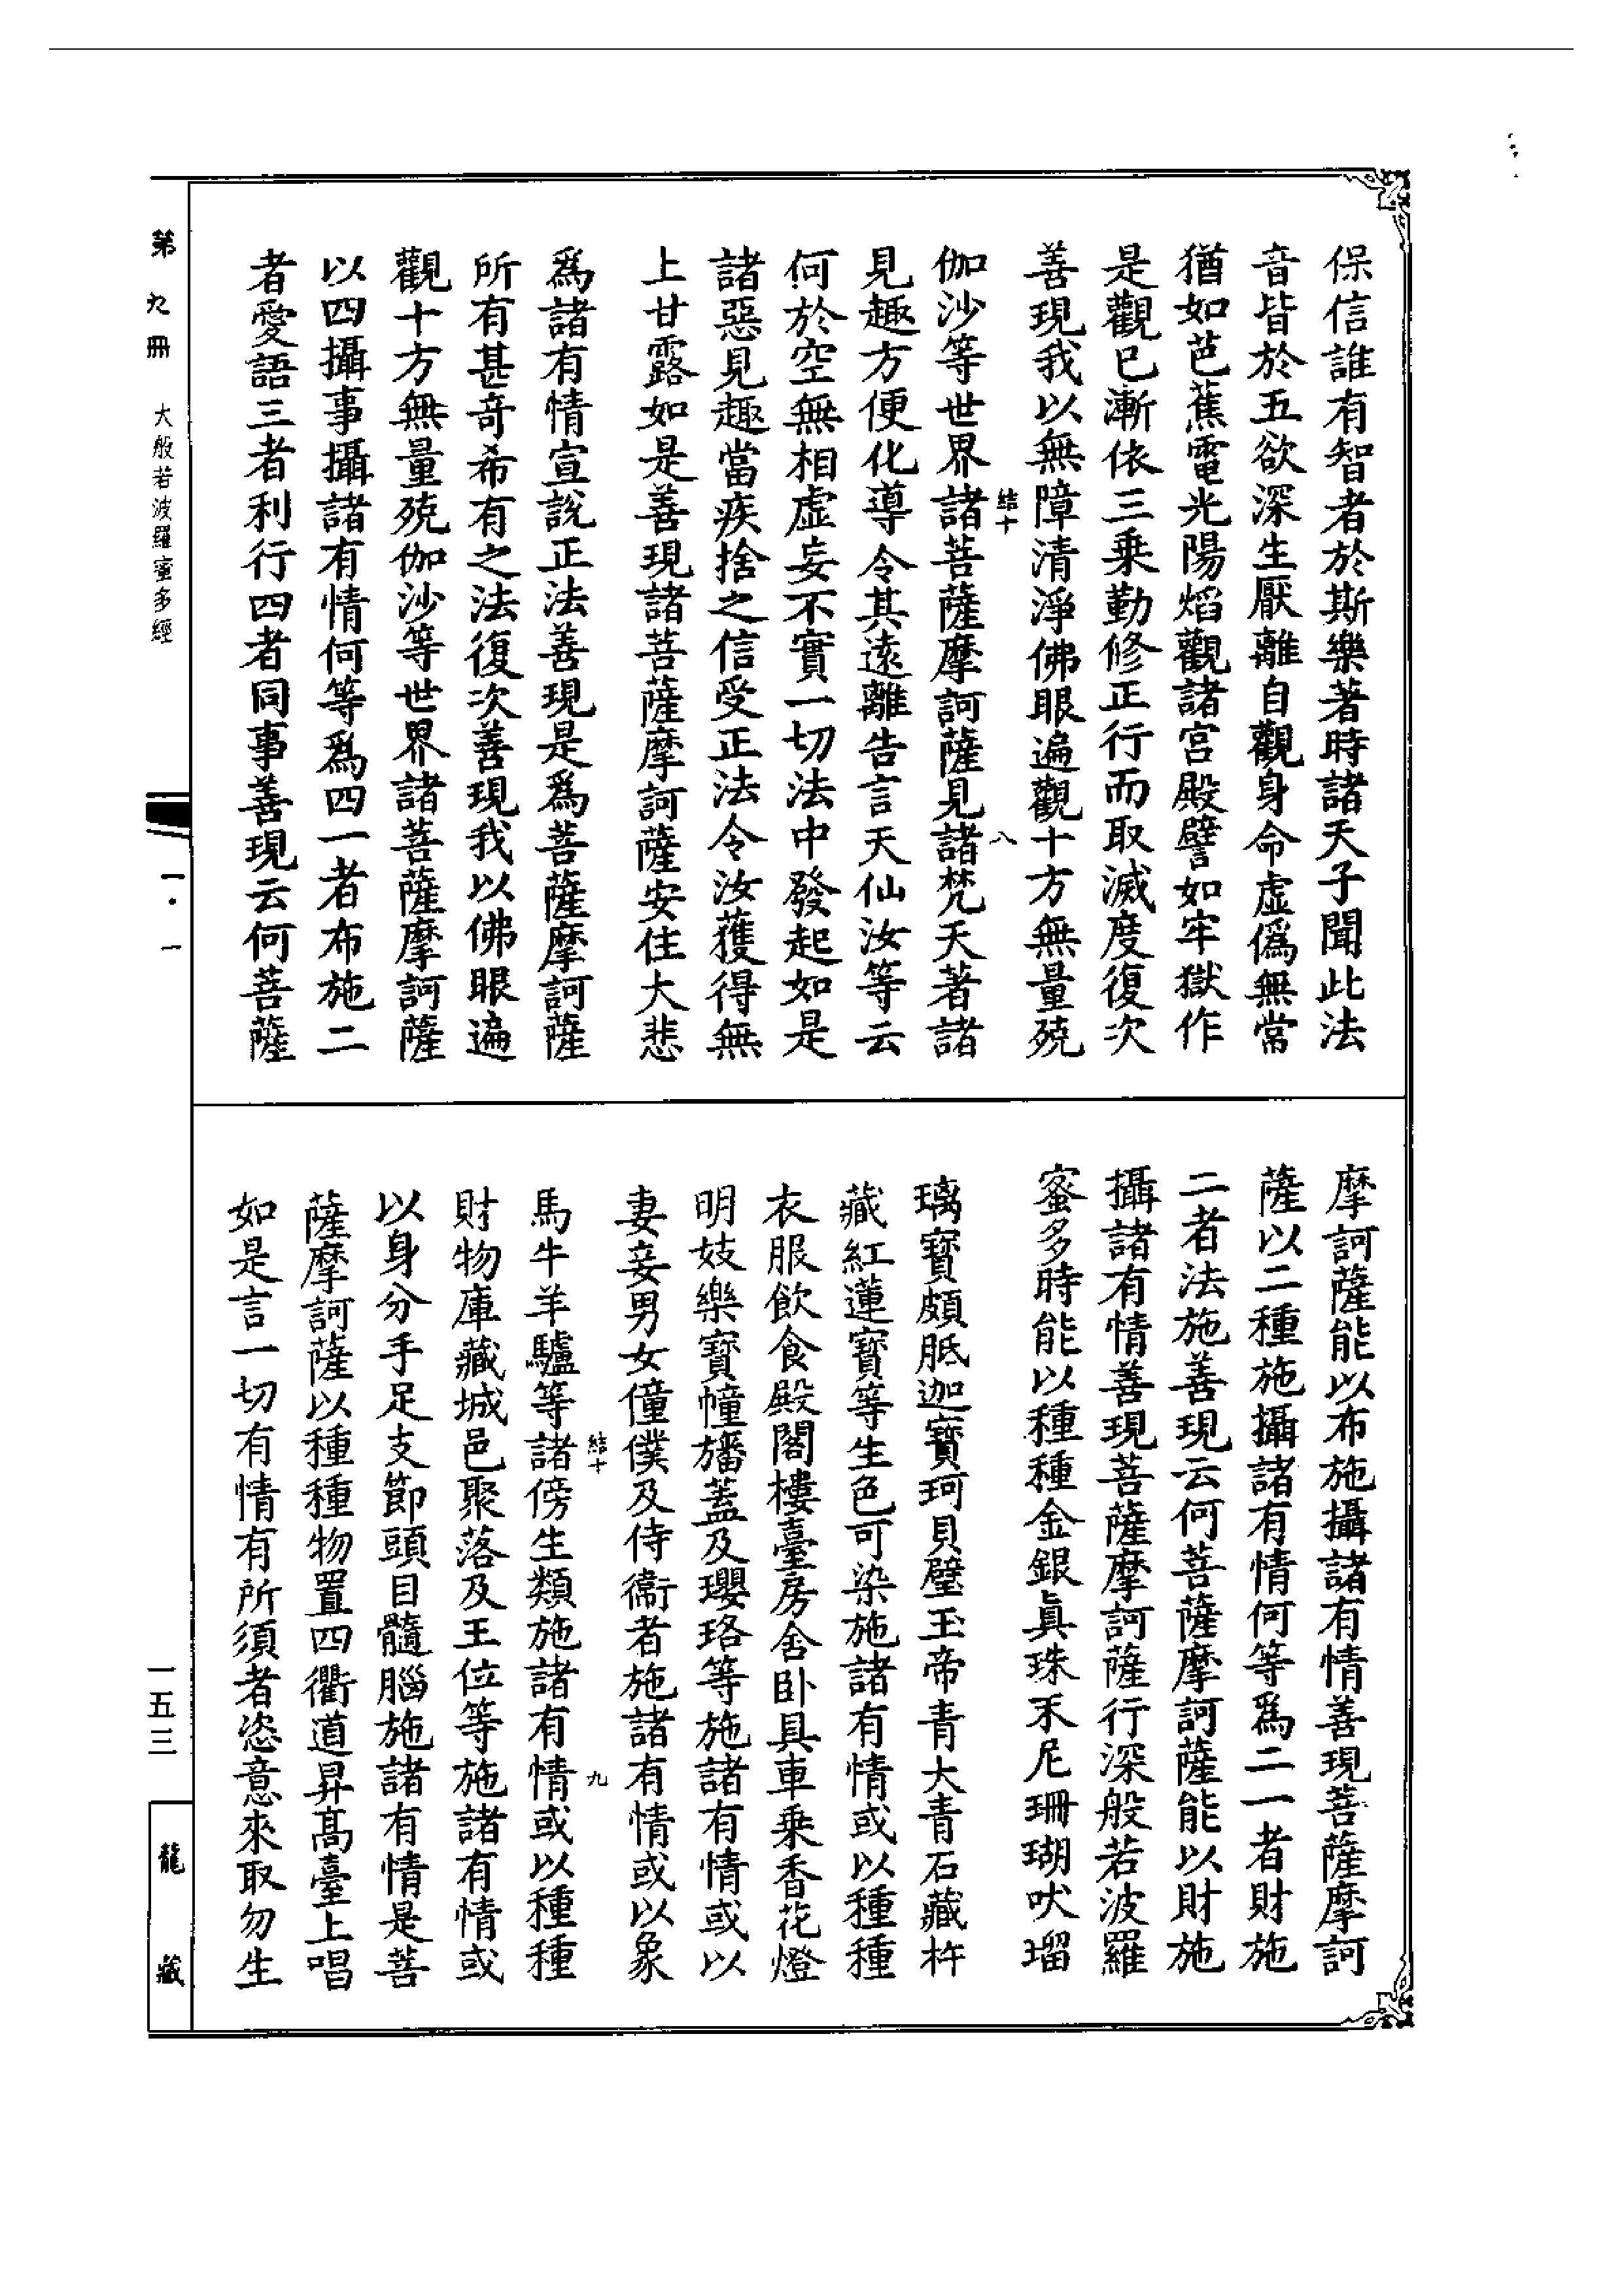 保信誰有智者於斯樂著時諸天子聞此法
音皆於五欲深生厭離自觀身命虛僞無常
猶如芭蕉電光陽焰觀諸宮殿譬如牢獄作
是觀已漸依三乗勤修正行而取滅度復次
善現我以無障清淨佛眼遍觀十方無量殑
結十
八
伽沙等世界諸菩薩摩訶薩見諸梵天著諸
見趣方便化導令其遠離告言天仙汝等云
何於空無相虛妄不實一切法中發起如是
諸惡見趣當疾捨之信受正法令汝獲得無
上甘露如是善現諸菩薩摩訶薩安住大悲
爲諸有情宣說正法善現是爲菩薩摩訶薩
所有甚奇希有之法復次善現我以佛眼遍
觀十方無量殑伽沙等世界諸菩薩摩訶薩
以四攝事攝諸有情何等爲四一者布施二
者愛語三者利行四者同事善現云何菩薩
摩訶薩能以布施攝諸有情善現菩薩摩訶
薩以二種施攝諸有情何等爲二一者財施
二者法施善現云何菩薩摩訶薩能以財施
攝諸有情善現菩薩摩訶薩行深般若波羅
蜜多時能以種種金銀眞珠末尼珊瑚吠瑠
璃寶頗胝迦寶珂貝璧玉帝青大青石藏杵
藏紅蓮寶等生色可染施諸有情或以種種
衣服飲食殿閣樓臺房舍卧具車乗香花燈
明妓樂寶幢旛蓋及瓔珞等施諸有情或以
妻妾男女僮僕及侍衞者施諸有情或以象
結十
九
馬牛羊驢等諸傍生類施諸有情或以種種
財物庫藏城邑聚落及王位等施諸有情或
以身分手足支節頭目髓腦施諸有情是菩
薩摩訶薩以種種物置四衢道昇高臺上唱
如是言一切有情有所須者恣意來取勿生
第九冊
大般若波羅蜜多經
一·一
一五三
龍藏